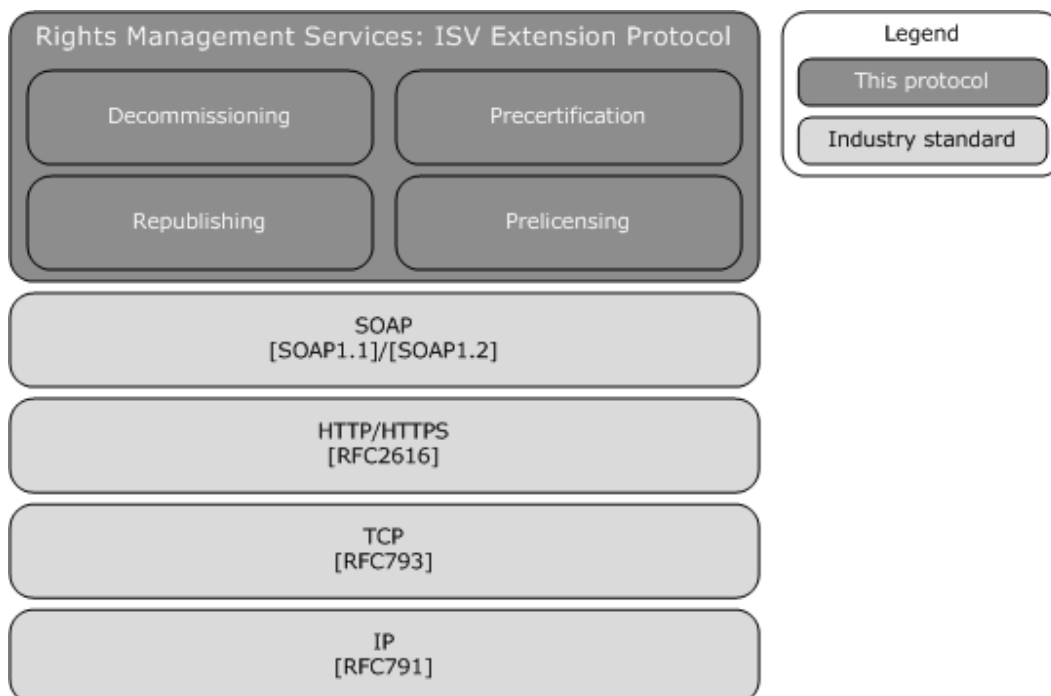 Rights Management Services: ISV Extension Protocol
Decommissioning
Precertification
Republishing
Prelicensing
SOAP
[SOAP1.1]/[SOAP1.2]
HTTP/HTTPS
[RFC2616]
TCP
[RFC793]
IP
[RFC791]
Legend
This protocol
Industry standard